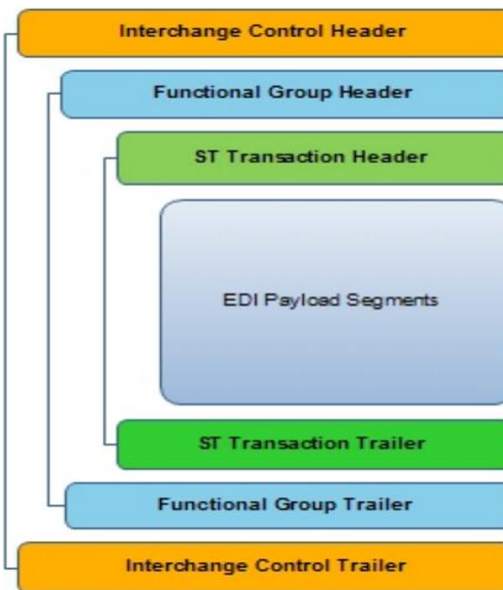 Interchange Control Header
Functional Group Header
ST Transaction Header
EDI Payload Segments
ST Transaction Trailer
Functional Group Trailer
Interchange Control Trailer